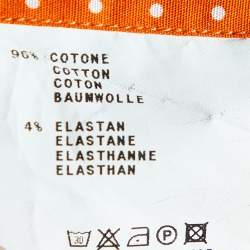 96% COTONE
COTTON
COTON
BAUMWOLLE
4% ELASTAN
ELASTANE
ELASTHANNE
ELASTHAN
30
P